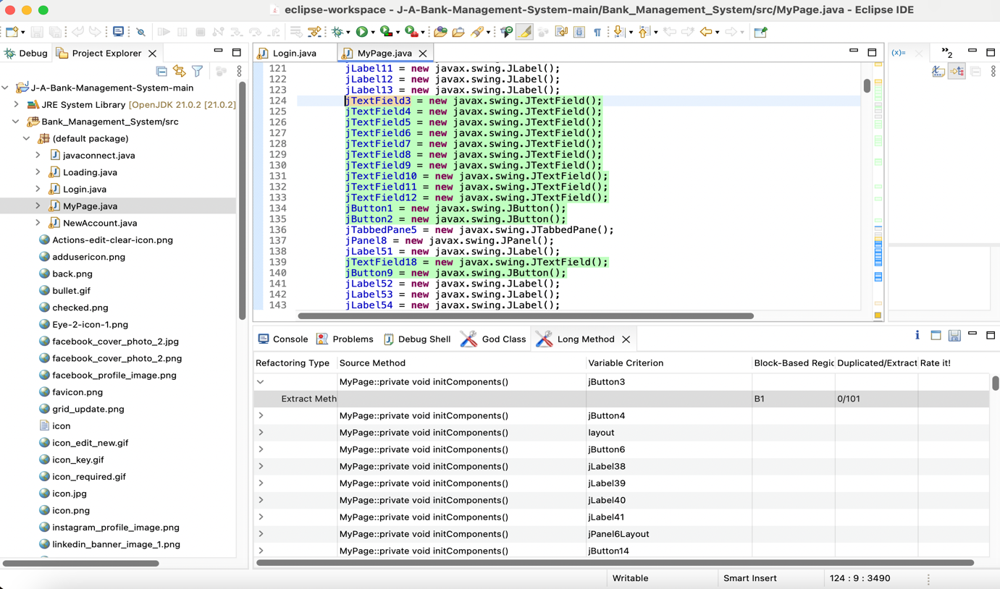 eclipse-workspace - J-A-Bank-Management-System-main/Bank_Management_System/src/MyPage.java - Eclipse IDE
Debug
Project Explorer
J-A-Bank-Management-System-main
JRE System Library [OpenJDK 21.0.2 [21.0.2]
Bank_Management_System/src
(default package)
javaconnect.java
Loading.java
Login.java
MyPage.java
NewAccount.java
Actions-edit-clear-icon.png
addusericon.png
back.png
bullet.gif
checked.png
Eye-2-icon-1.png
facebook_cover_photo_2.jpg
facebook_cover_photo_2.png
facebook_profile_image.png
favicon.png
grid_update.png
icon
icon_edit_new.gif
icon_key.gif
icon_required.gif
icon.jpg
icon.png
instagram_profile_image.png
linkedin_banner_image_1.png
Login.java
MyPage.java
121 jLabel11 = new javax.swing.JLabel();
122 jLabel12 = new javax.swing.JLabel();
123 jLabel13 = new javax.swing.JLabel();
124 jTextField3 = new javax.swing.JTextField();
125 jTextField4 = new javax.swing.JTextField();
126 jTextField5 = new javax.swing.JTextField();
127 jTextField6 = new javax.swing.JTextField();
128 jTextField7 = new javax.swing.JTextField();
129 jTextField8 = new javax.swing.JTextField();
130 jTextField9 = new javax.swing.JTextField();
131 jTextField10 = new javax.swing.JTextField();
132 jTextField11 = new javax.swing.JTextField();
133 jTextField12 = new javax.swing.JTextField();
134 jButton1 = new javax.swing.JButton();
135 jButton2 = new javax.swing.JButton();
136 jTabbedPane5 = new javax.swing.JTabbedPane();
137 jPanel8 = new javax.swing.JPanel();
138 jLabel51 = new javax.swing.JLabel();
139 jTextField18 = new javax.swing.JTextField();
140 jButton9 = new javax.swing.JButton();
141 jLabel52 = new javax.swing.JLabel();
142 jLabel53 = new javax.swing.JLabel();
143 jLabel54 = new javax.swing.JLabel();
(x)=
»2
Console
Problems
Debug Shell
God Class
Long Method
Refactoring Type Source Method Variable Criterion Block-Based Regic Duplicated/Extract Rate it!
MyPage::private void initComponents() jButton3
Extract Meth B1 0/101
MyPage::private void initComponents() jButton4
MyPage::private void initComponents() layout
MyPage::private void initComponents() jButton6
MyPage::private void initComponents() jLabel38
MyPage::private void initComponents() jLabel39
MyPage::private void initComponents() jLabel40
MyPage::private void initComponents() jLabel41
MyPage::private void initComponents() jPanel6Layout
MyPage::private void initComponents() jButton14
Writable
Smart Insert
124 : 9 : 3490